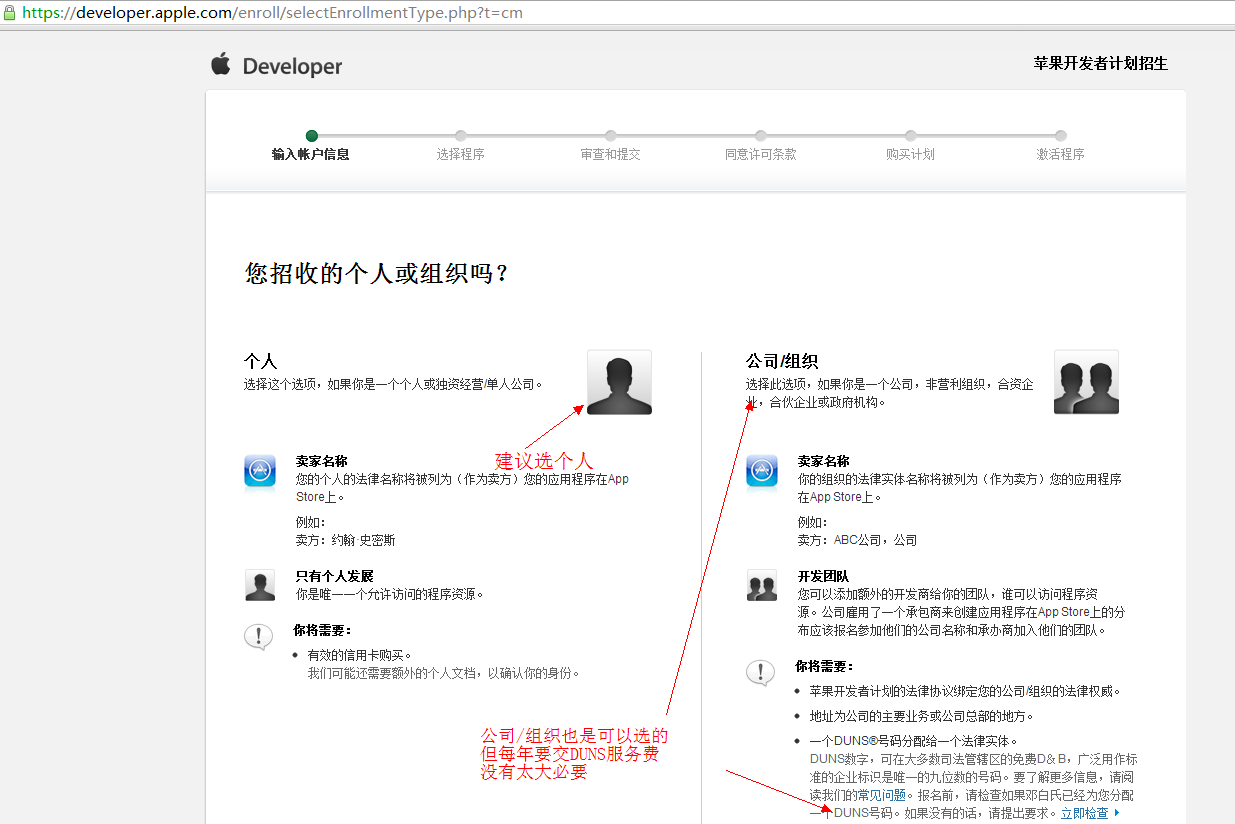 https://developer.apple.com/enroll/selectEnrollmentType.php?t=cm
Developer
苹果开发者计划招生
输入帐户信息
选择程序
审查和提交
同意许可条款
购买计划
激活程序
您招收的个人或组织吗？
个人
选择这个选项，如果你是一个个人或独资经营/单人公司。
建议选个人
卖家名称
您的个人的法律名称将被列为（作为卖方）您的应用程序在App
Store上。
例如：
卖方：约翰·史密斯
只有个人发展
你是唯一一个允许访问的程序资源。
你将需要：
• 有效的信用卡购买。
我们可能还需要额外的个人文档，以确认你的身份。
公司/组织也是可以选的
但每年要交DUNS服务费
没有太大必要
公司/组织
选择此选项，如果你是一个公司，非营利组织，合资企
业，合伙企业或政府机构。
卖家名称
你的组织的法律实体名称将被列为（作为卖方）您的应用程序
在App Store上。
例如：
卖方：ABC公司，公司
开发团队
您可以添加额外的开发商给你的团队，谁可以访问程序资
源。公司雇用了一个承包商来创建应用程序在App Store上的分
布应该报名参加他们的公司名称和承办商加入他们的团队。
你将需要：
• 苹果开发者计划的法律协议绑定您的公司/组织的法律权威。
• 地址为公司的主要业务或公司总部的地方。
• 一个DUNS®号码分配给一个法律实体。
DUNS数字，可在大多数司法管辖区的免费D＆B，广泛用作标
准的企业标识是唯一的九位数的号码。要了解更多信息，请阅
读我们的常见问题。报名前，请检查如果邓白氏已经为您分配
一个DUNS号码。如果没有的话，请提出要求。立即检查